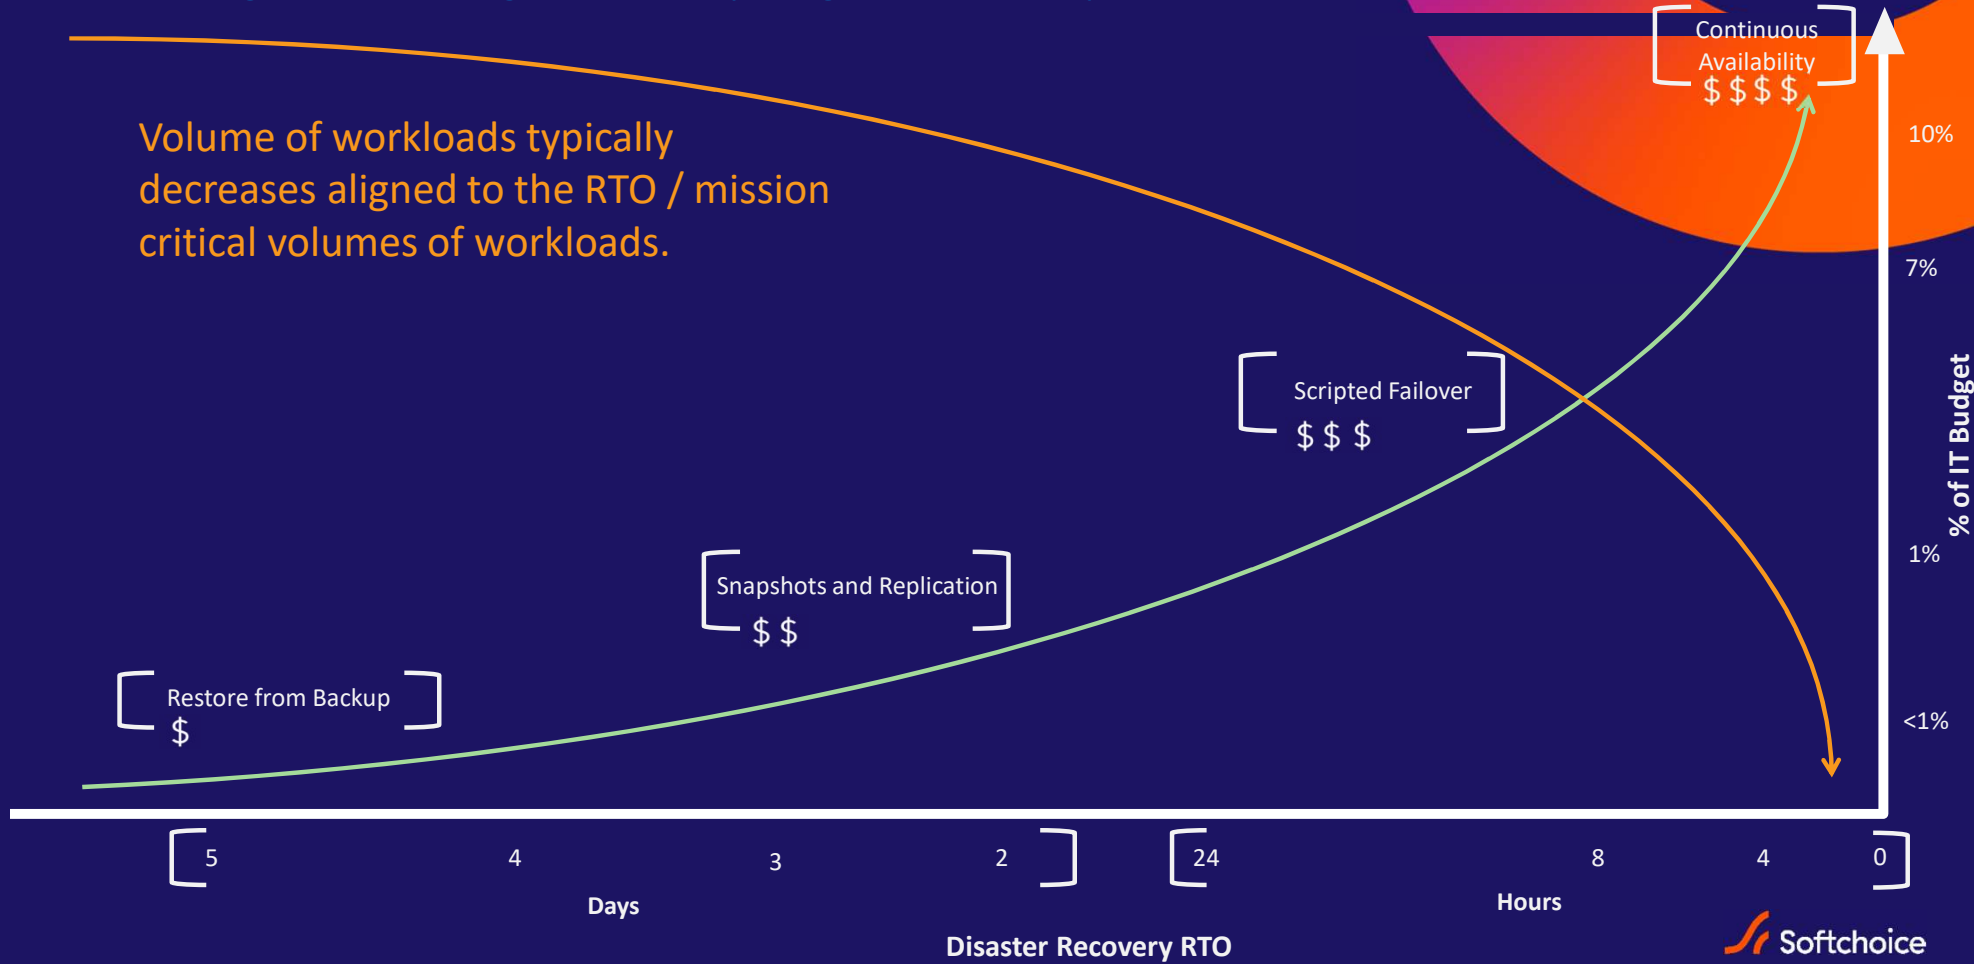 Continuous
Availability
$ $ $ $
10%
Volume of workloads typically
decreases aligned to the RTO / mission
critical volumes of workloads.
7%
Scripted Failover
$ $ $
% of IT Budget
1%
Snapshots and Replication
$ $
Restore from Backup
$
<1%
5 4 3 2 24 8 4 0
Days Hours
Disaster Recovery RTO
Softchoice